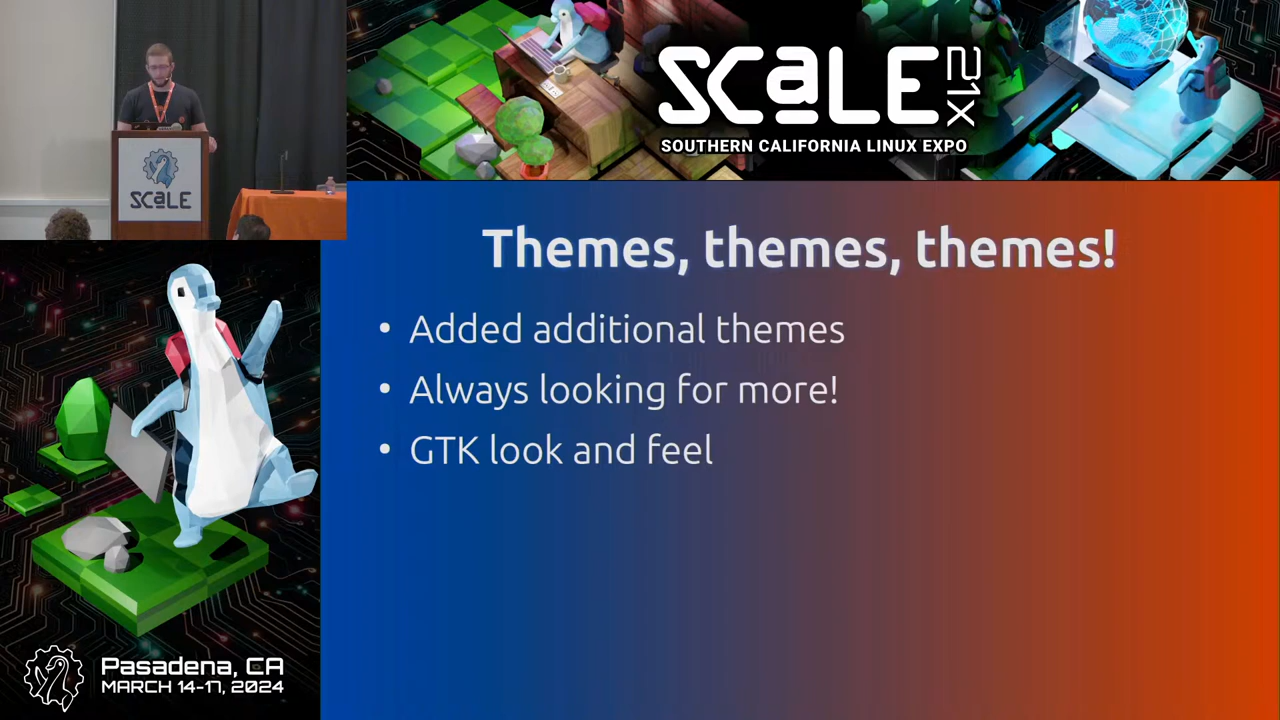 SCaLE 21x
SOUTHERN CALIFORNIA LINUX EXPO
SCaLE
Themes, themes, themes!
• Added additional themes
• Always looking for more!
• GTK look and feel
Pasadena, CA
MARCH 14-17, 2024